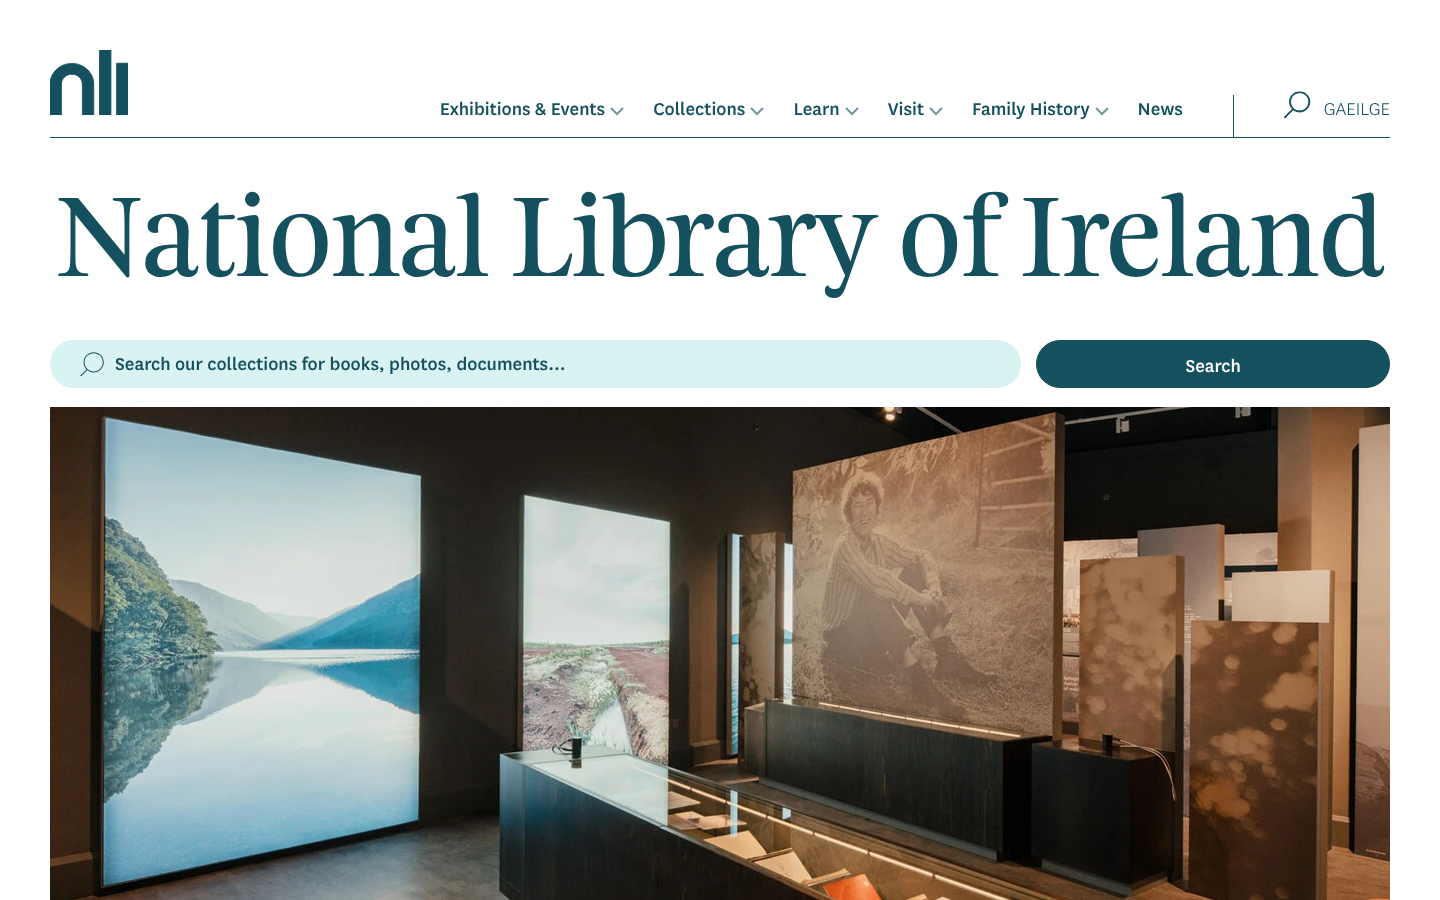 nli
Exhibitions & Events
Collections
Learn
Visit
Family History
News
GAEILGE
National Library of Ireland
Search our collections for books, photos, documents...
Search